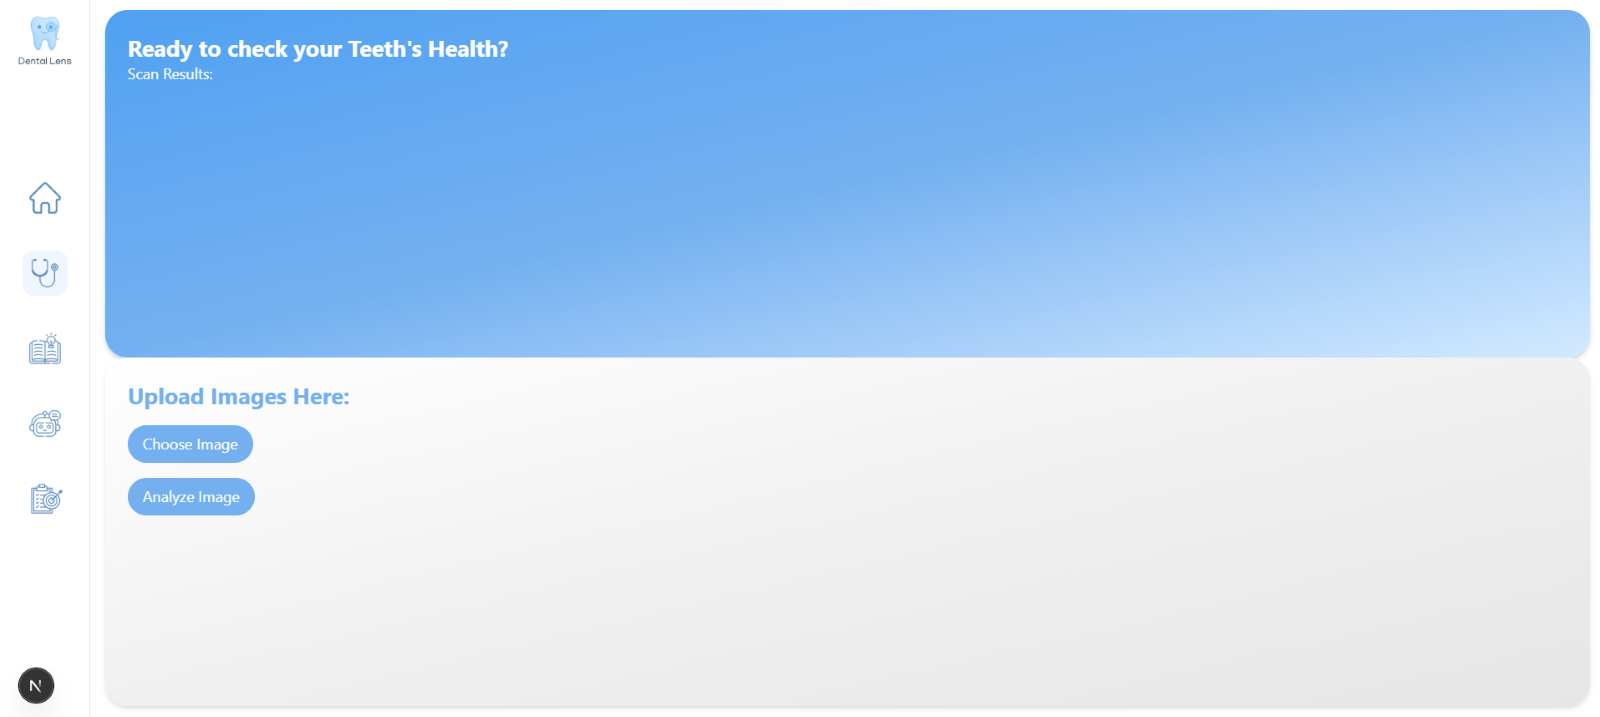 Dental Lens
Ready to check your Teeth's Health?
Scan Results:
Upload Images Here:
Choose Image
Analyze Image
N